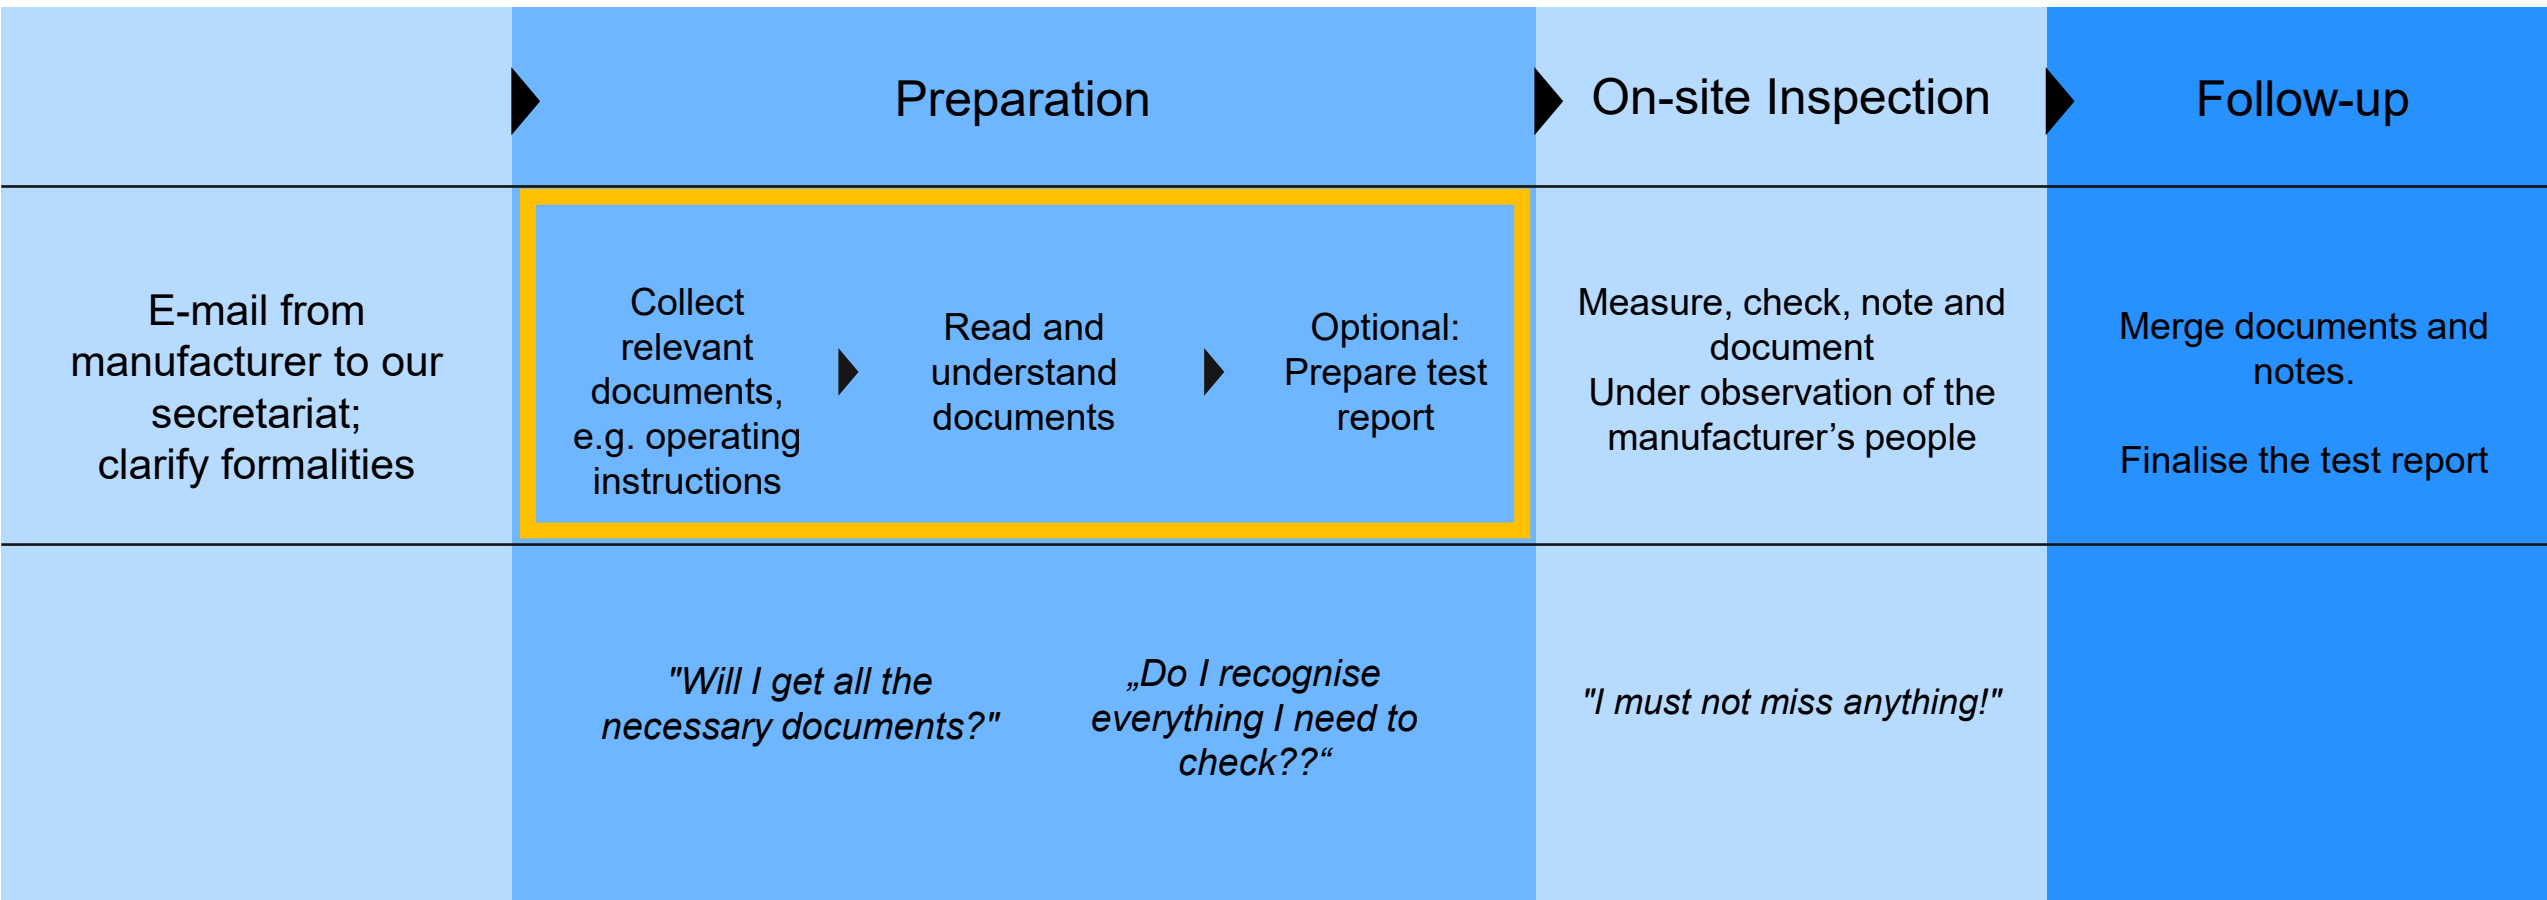 Preparation
On-site Inspection
Follow-up
E-mail from
manufacturer to our
secretariat;
clarify formalities
Collect
relevant
documents,
e.g. operating
instructions
Read and
understand
documents
Optional:
Prepare test
report
Measure, check, note and
document
Under observation of the
manufacturer’s people
Merge documents and
notes.
Finalise the test report
"Will I get all the
necessary documents?"
„Do I recognise
everything I need to
check??“
"I must not miss anything!"